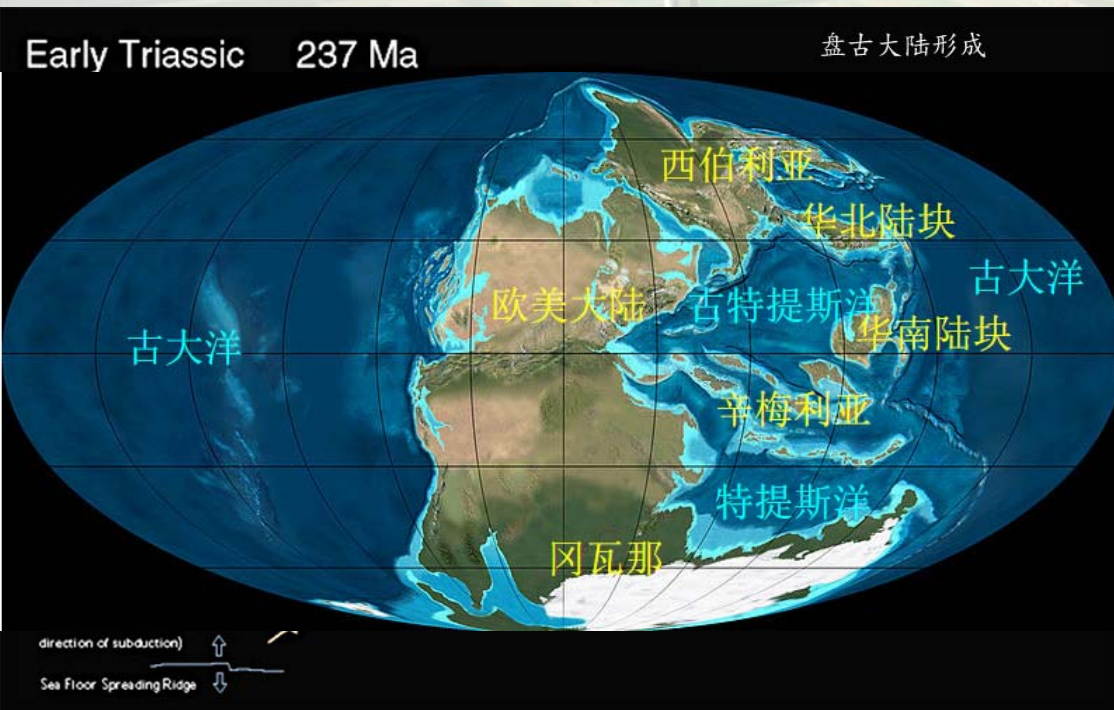 Early Triassic 237 Ma
盘古大陆形成
西伯利亚
华北陆块
古大洋
欧美大陆
古特提斯洋
华南陆块
古大洋
辛梅利亚
特提斯洋
冈瓦那
direction of subduction)
Sea Floor Spreading Ridge